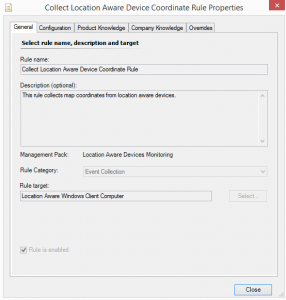 Collect Location Aware Device Coordinate Rule Properties
General
Configuration
Product Knowledge
Company Knowledge
Overrides
Select rule name, description and target
Rule name:
Collect Location Aware Device Coordinate Rule
Description (optional):
This rule collects map coordinates from location aware devices.
Management Pack: Location Aware Devices Monitoring
Rule Category: Event Collection
Rule target:
Location Aware Windows Client Computer
Select...
Rule is enabled
Close